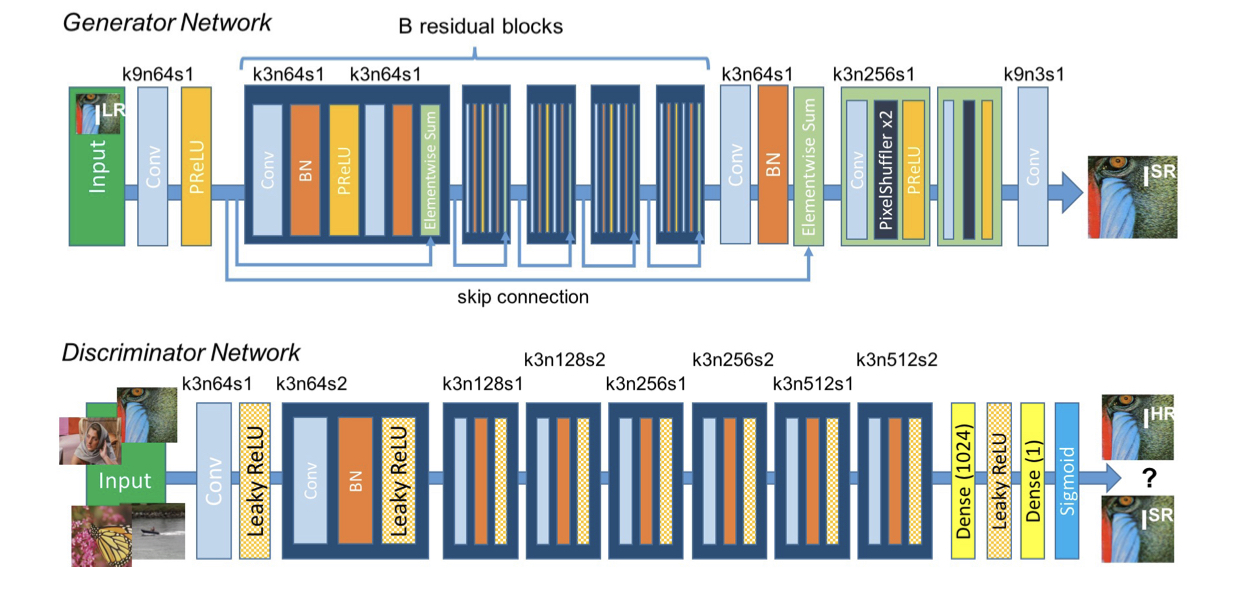 Generator Network
B residual blocks
k9n64s1
k3n64s1
k3n64s1
k3n64s1
k3n256s1
k9n3s1
I LR
Input
Conv
PReLU
Conv
BN
PReLU
Elementwise Sum
Conv
BN
Elementwise Sum
Conv
PixelShuffler x2
PReLU
Conv
I SR
skip connection
Discriminator Network
k3n128s2
k3n256s2
k3n512s2
k3n64s1
k3n64s2
k3n128s1
k3n256s1
k3n512s1
Input
Conv
Leaky ReLU
Conv
BN
Leaky ReLU
Dense (1024)
Leaky ReLU
Dense (1)
Sigmoid
I HR
?
I SR